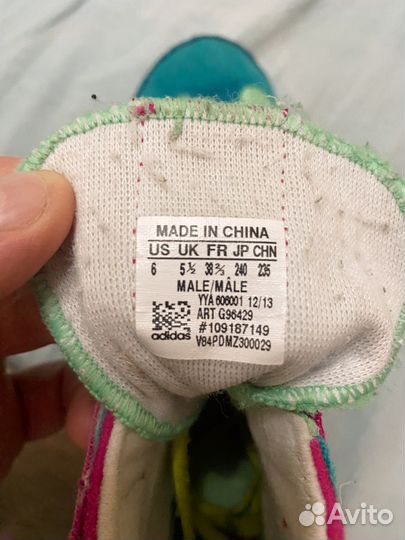 MADE IN CHINA
US UK FR JP CHN
6 5½ 38⅔ 240 235
MALE/MÂLE
YYA 606001 12/13
ART G96429
#109187149
adidas V84PDMZ300029
Avito